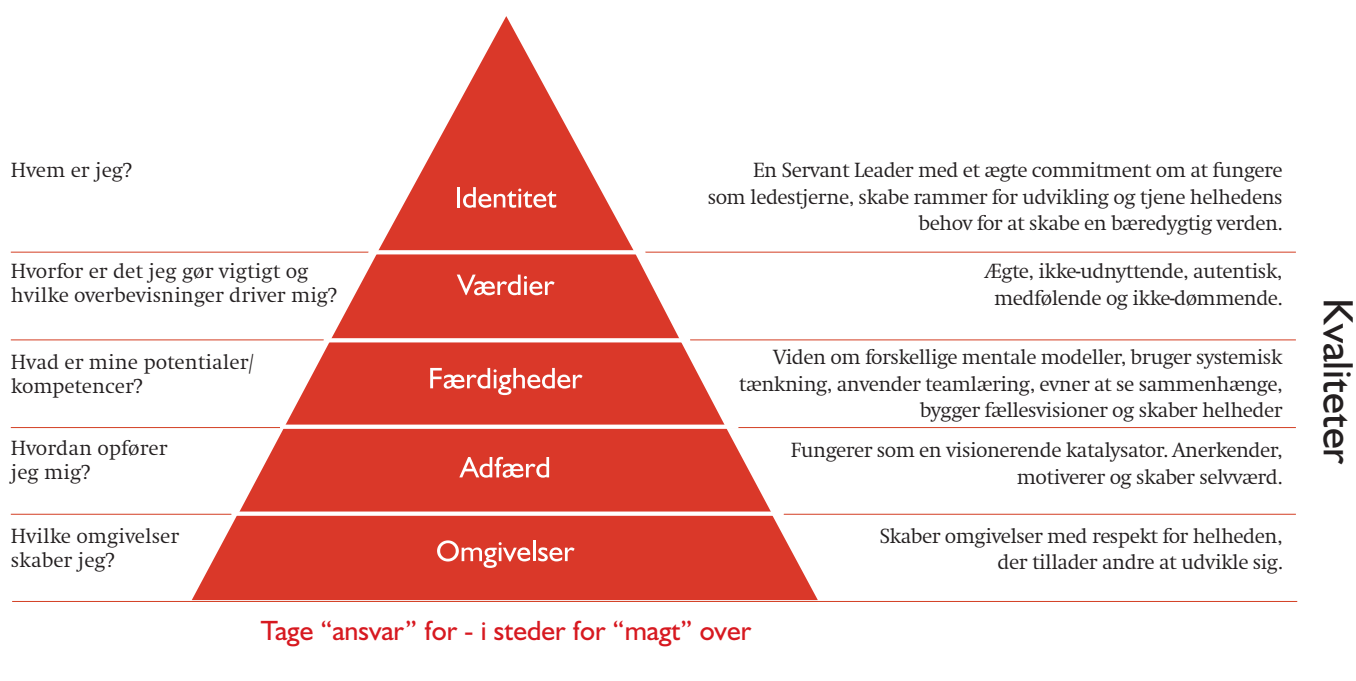 Hvem er jeg?
Identitet
En Servant Leader med et ægte commitment om at fungere
som ledestjerne, skabe rammer for udvikling og tjene helhedens
behov for at skabe en bæredygtig verden.
Hvorfor er det jeg gør vigtigt og
hvilke overbevisninger driver mig?
Værdier
Ægte, ikke-udnyttende, autentisk,
medfølende og ikke-dømmende.
Hvad er mine potentialer/
kompetencer?
Færdigheder
Viden om forskellige mentale modeller, bruger systemisk
tænkning, anvender teamlæring, evner at se sammenhænge,
bygger fællesvisioner og skaber helheder
Hvordan opfører
jeg mig?
Adfærd
Fungerer som en visionerende katalysator. Anerkender,
motiverer og skaber selvværd.
Hvilke omgivelser
skaber jeg?
Omgivelser
Skaber omgivelser med respekt for helheden,
der tillader andre at udvikle sig.
Kvaliteter
Tage “ansvar” for - i steder for “magt” over